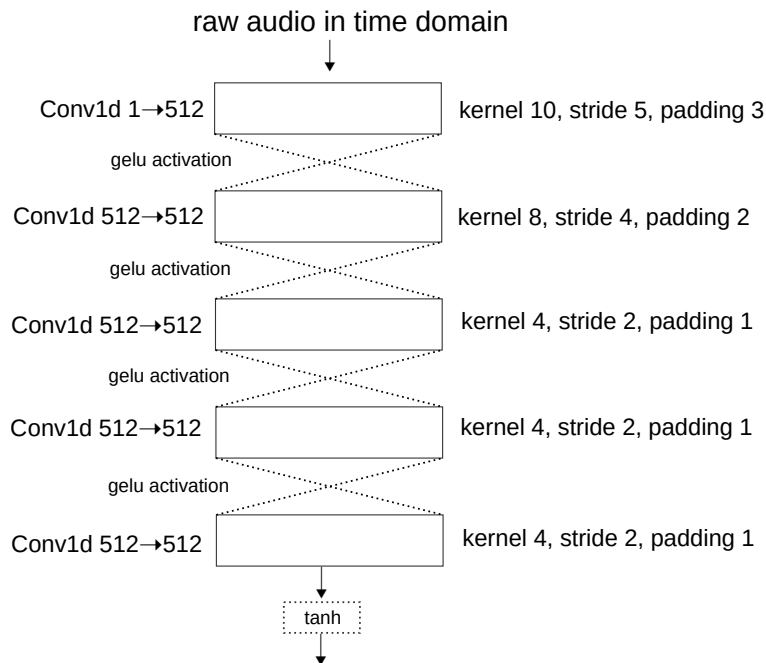 raw audio in time domain
Conv1d 1→512
kernel 10, stride 5, padding 3
gelu activation
Conv1d 512→512
kernel 8, stride 4, padding 2
gelu activation
Conv1d 512→512
kernel 4, stride 2, padding 1
gelu activation
Conv1d 512→512
kernel 4, stride 2, padding 1
gelu activation
Conv1d 512→512
kernel 4, stride 2, padding 1
tanh